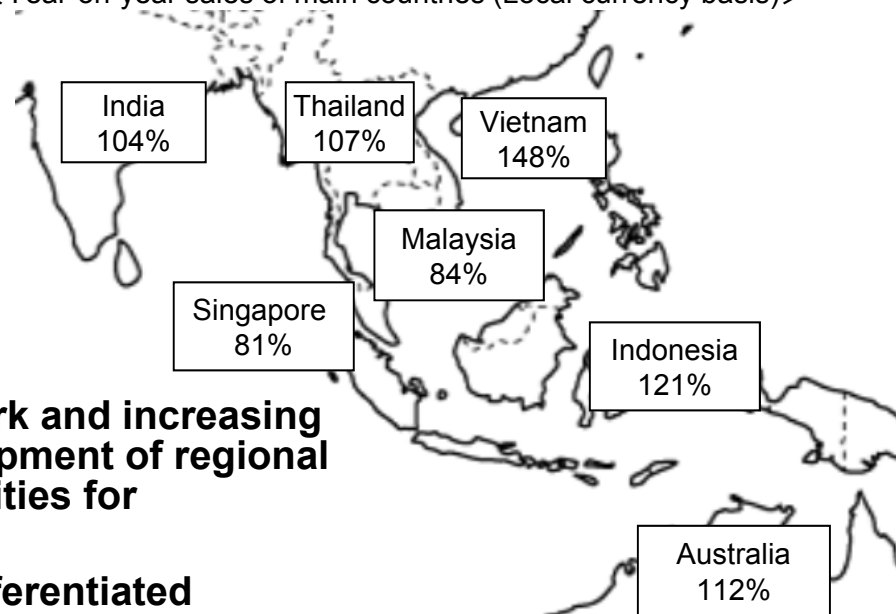 Year-on-year sales of main countries (Local currency basis)>
India
104%
Thailand
107%
Vietnam
148%
Malaysia
84%
Singapore
81%
Indonesia
121%
rk and increasing
pment of regional
ities for
ferentiated
Australia
112%